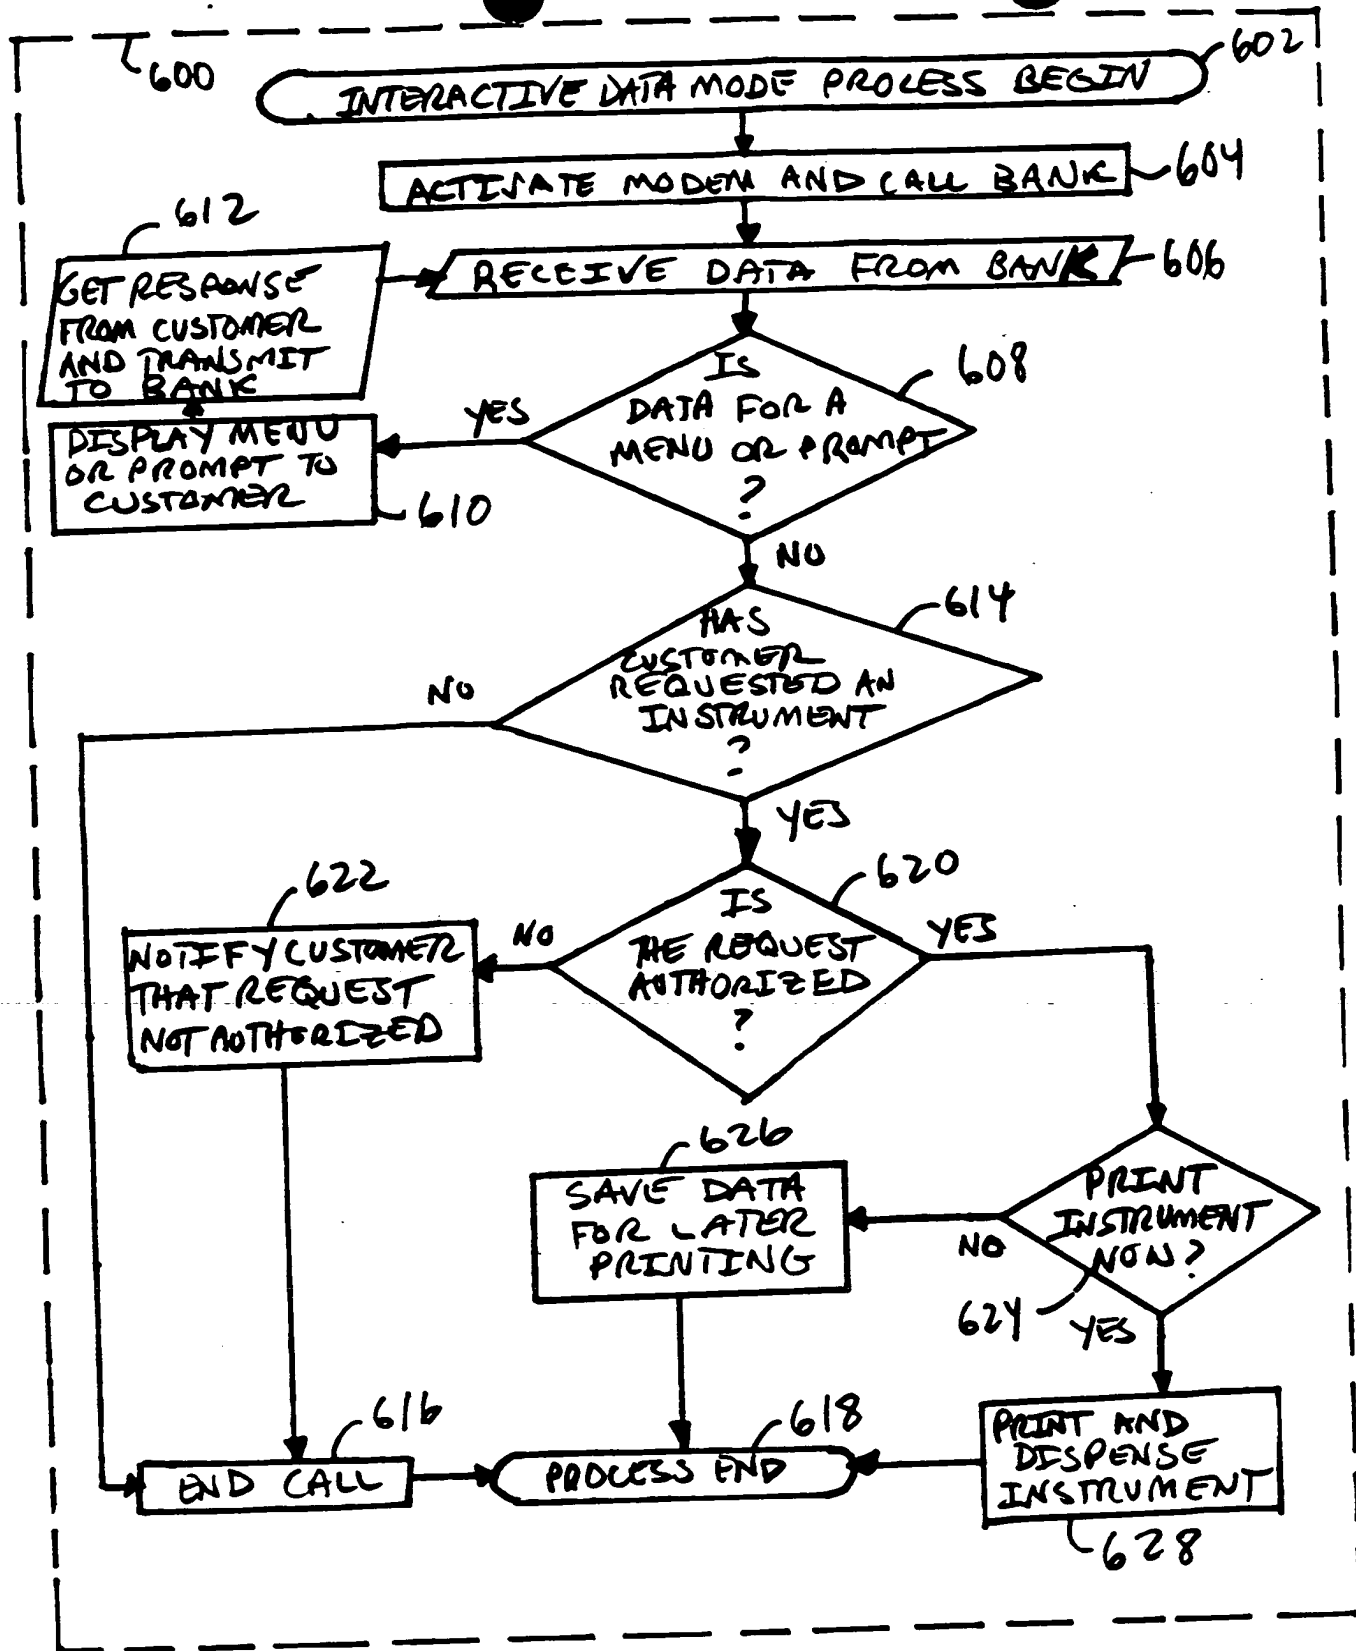 600
602
INTERACTIVE DATA MODE PROCESS BEGIN
ACTIVATE MODEM AND CALL BANK
604
612
GET RESPONSE
FROM CUSTOMER
AND TRANSMIT
TO BANK
RECEIVE DATA FROM BANK
606
IS
DATA FOR A
MENU OR PROMPT
?
608
YES
DISPLAY MENU
OR PROMPT TO
CUSTOMER
610
NO
HAS
CUSTOMER
REQUESTED AN
INSTRUMENT
?
614
NO
YES
622
NOTIFY CUSTOMER
THAT REQUEST
NOT AUTHORIZED
NO
IS
THE REQUEST
AUTHORIZED
?
620
YES
626
SAVE DATA
FOR LATER
PRINTING
NO
PRINT
INSTRUMENT
NOW?
624
YES
616
END CALL
618
PROCESS END
PRINT AND
DISPENSE
INSTRUMENT
628